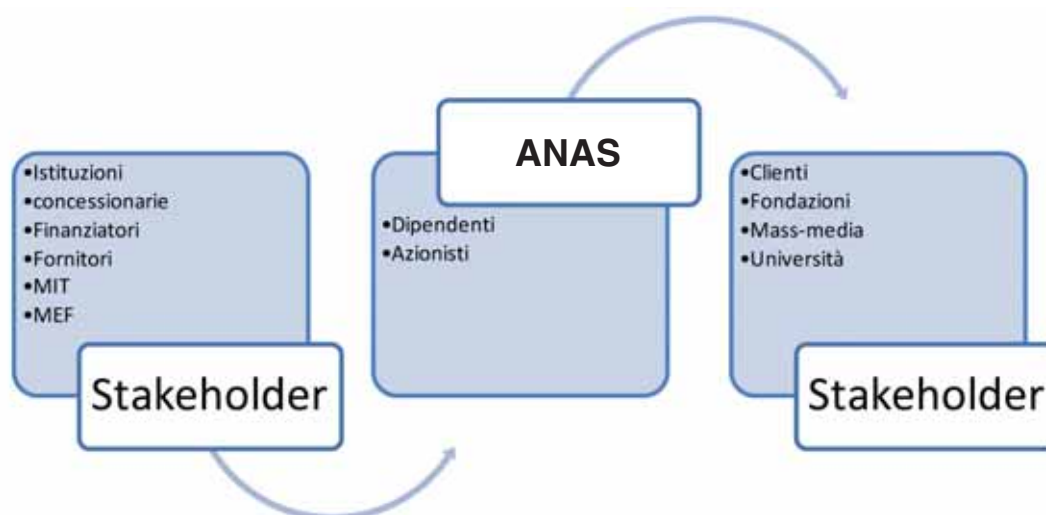 •Istituzioni
•concessionarie
•Finanziatori
•Fornitori
•MIT
•MEF
Stakeholder
ANAS
•Dipendenti
•Azionisti
•Clienti
•Fondazioni
•Mass-media
•Università
Stakeholder